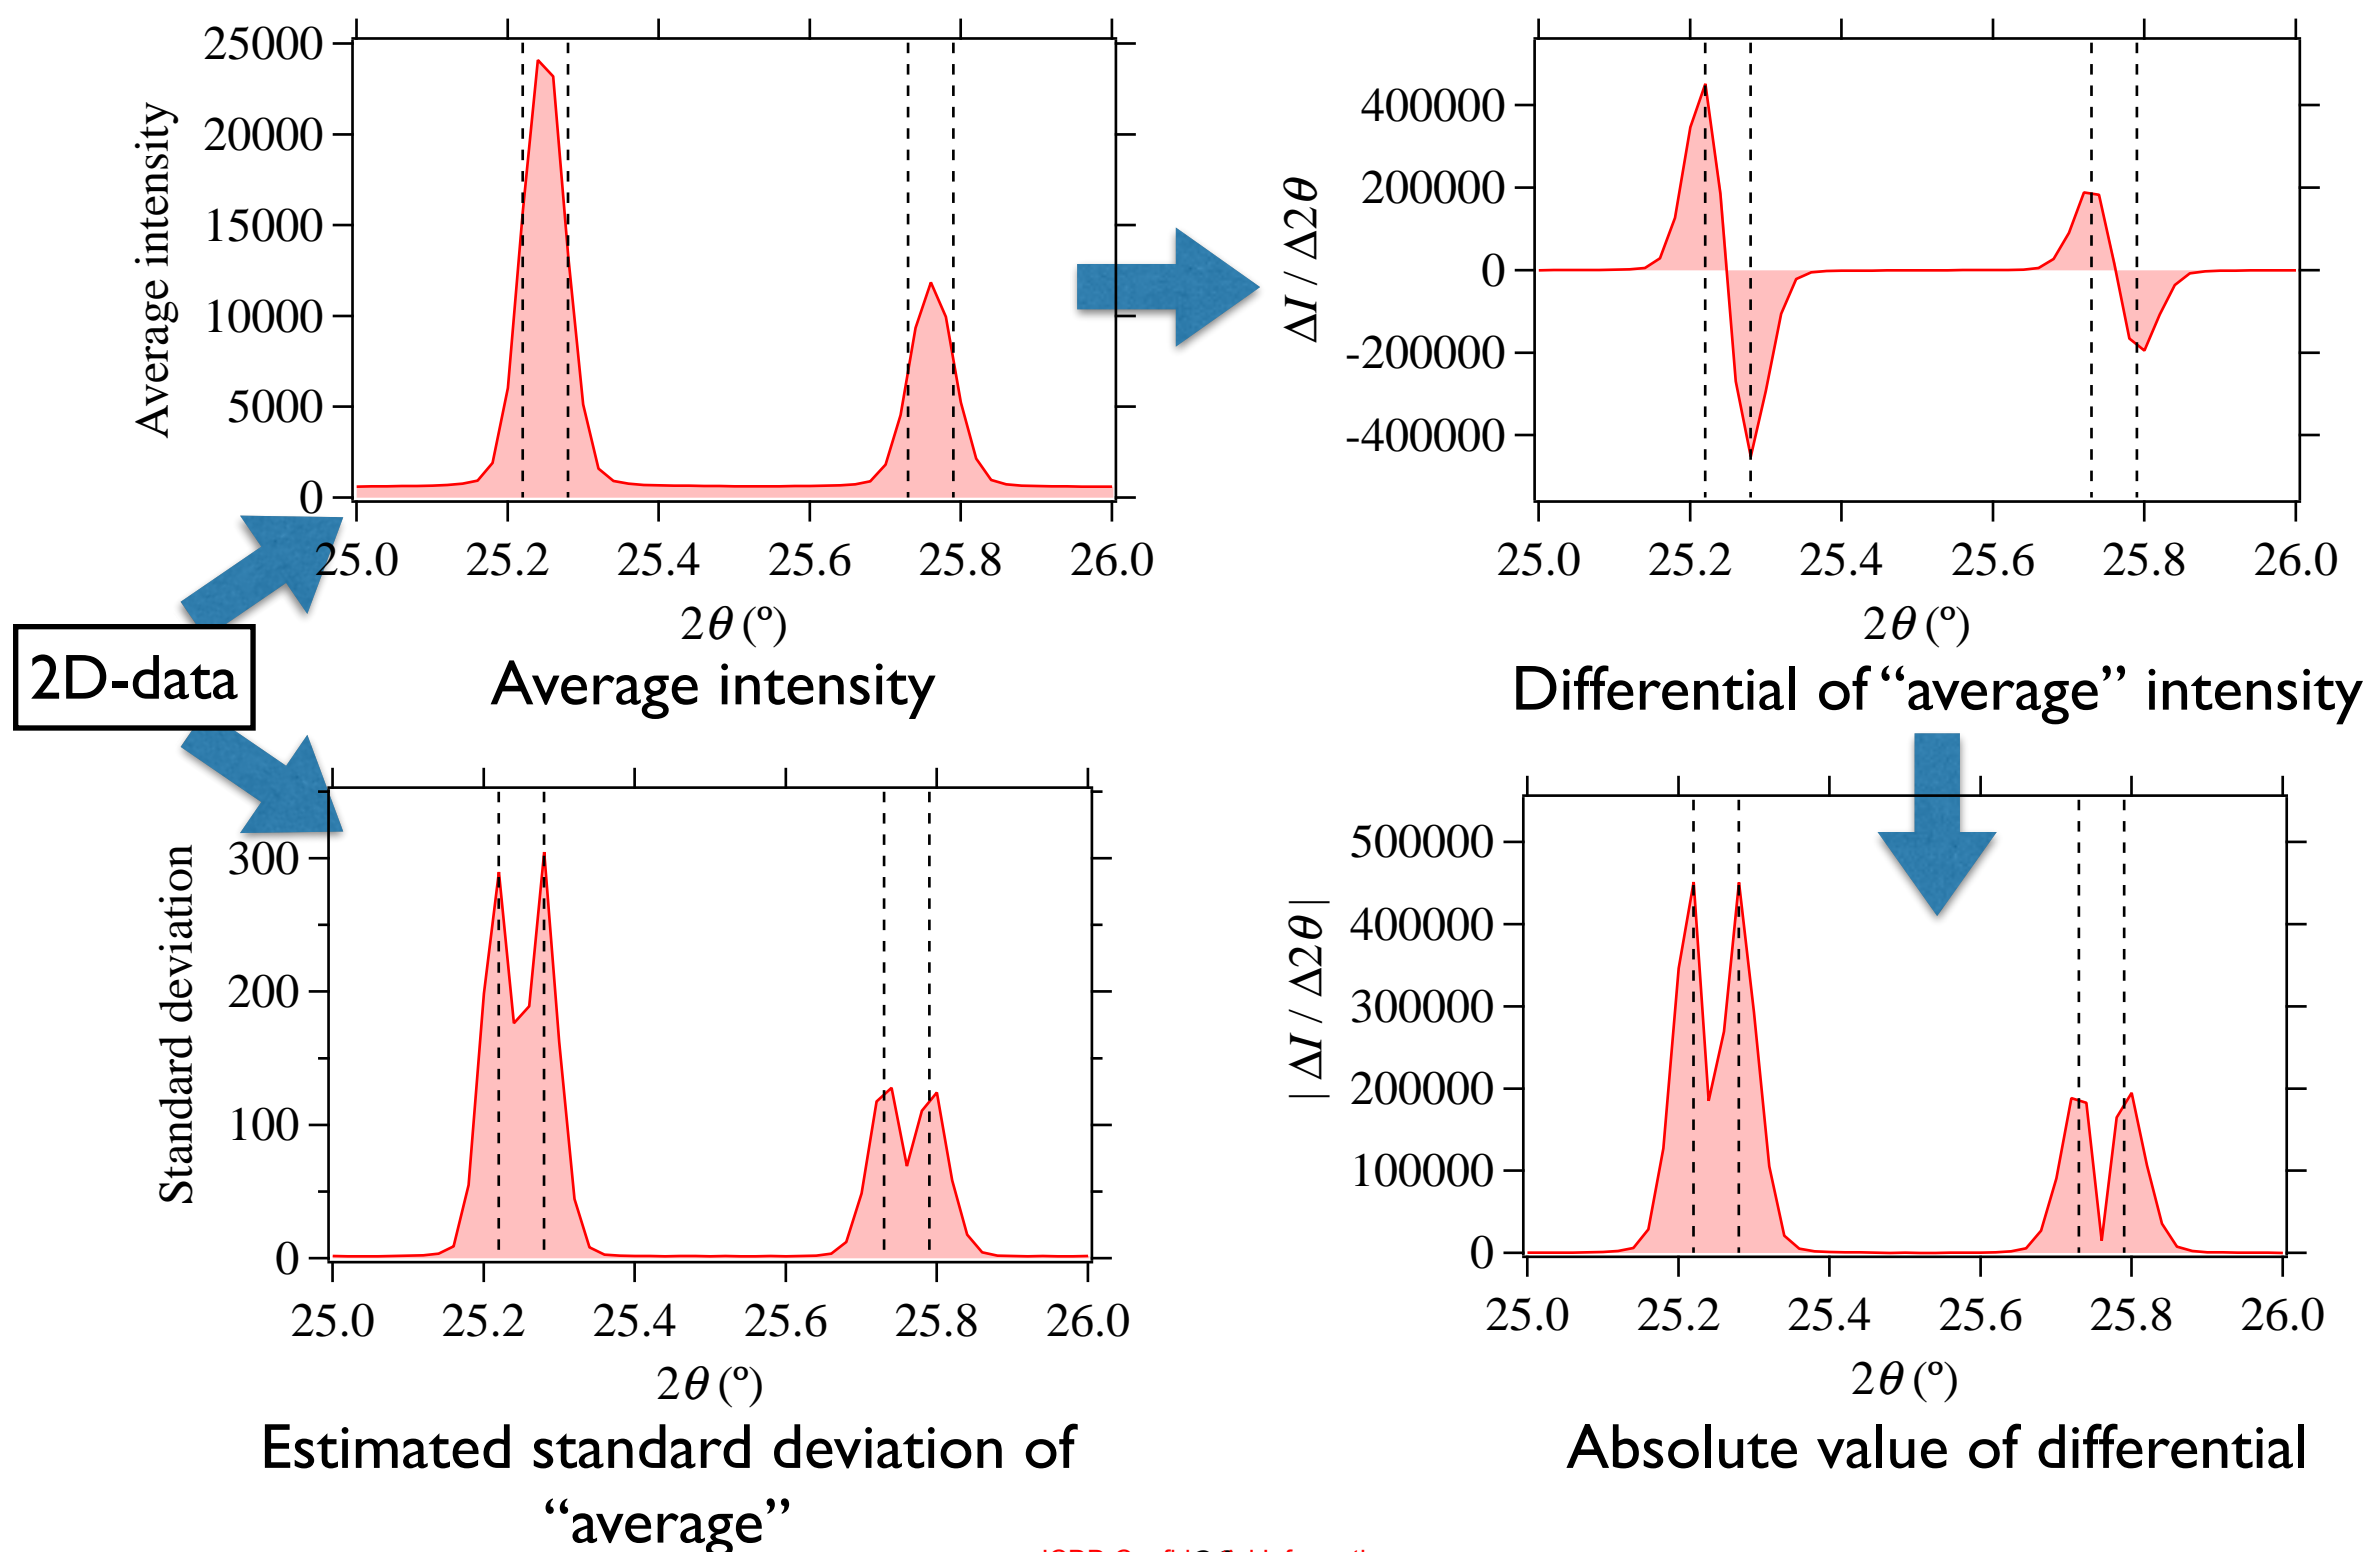 25000
20000
15000
10000
5000
0
Average intensity
25.0 25.2 25.4 25.6 25.8 26.0
2θ (º)
Average intensity
400000
200000
0
-200000
-400000
ΔI / Δ2θ
25.0 25.2 25.4 25.6 25.8 26.0
2θ (º)
Differential of “average” intensity
2D-data
300
200
100
0
Standard deviation
25.0 25.2 25.4 25.6 25.8 26.0
2θ (º)
Estimated standard deviation of
“average”
500000
400000
300000
200000
100000
0
| ΔI / Δ2θ |
25.0 25.2 25.4 25.6 25.8 26.0
2θ (º)
Absolute value of differential